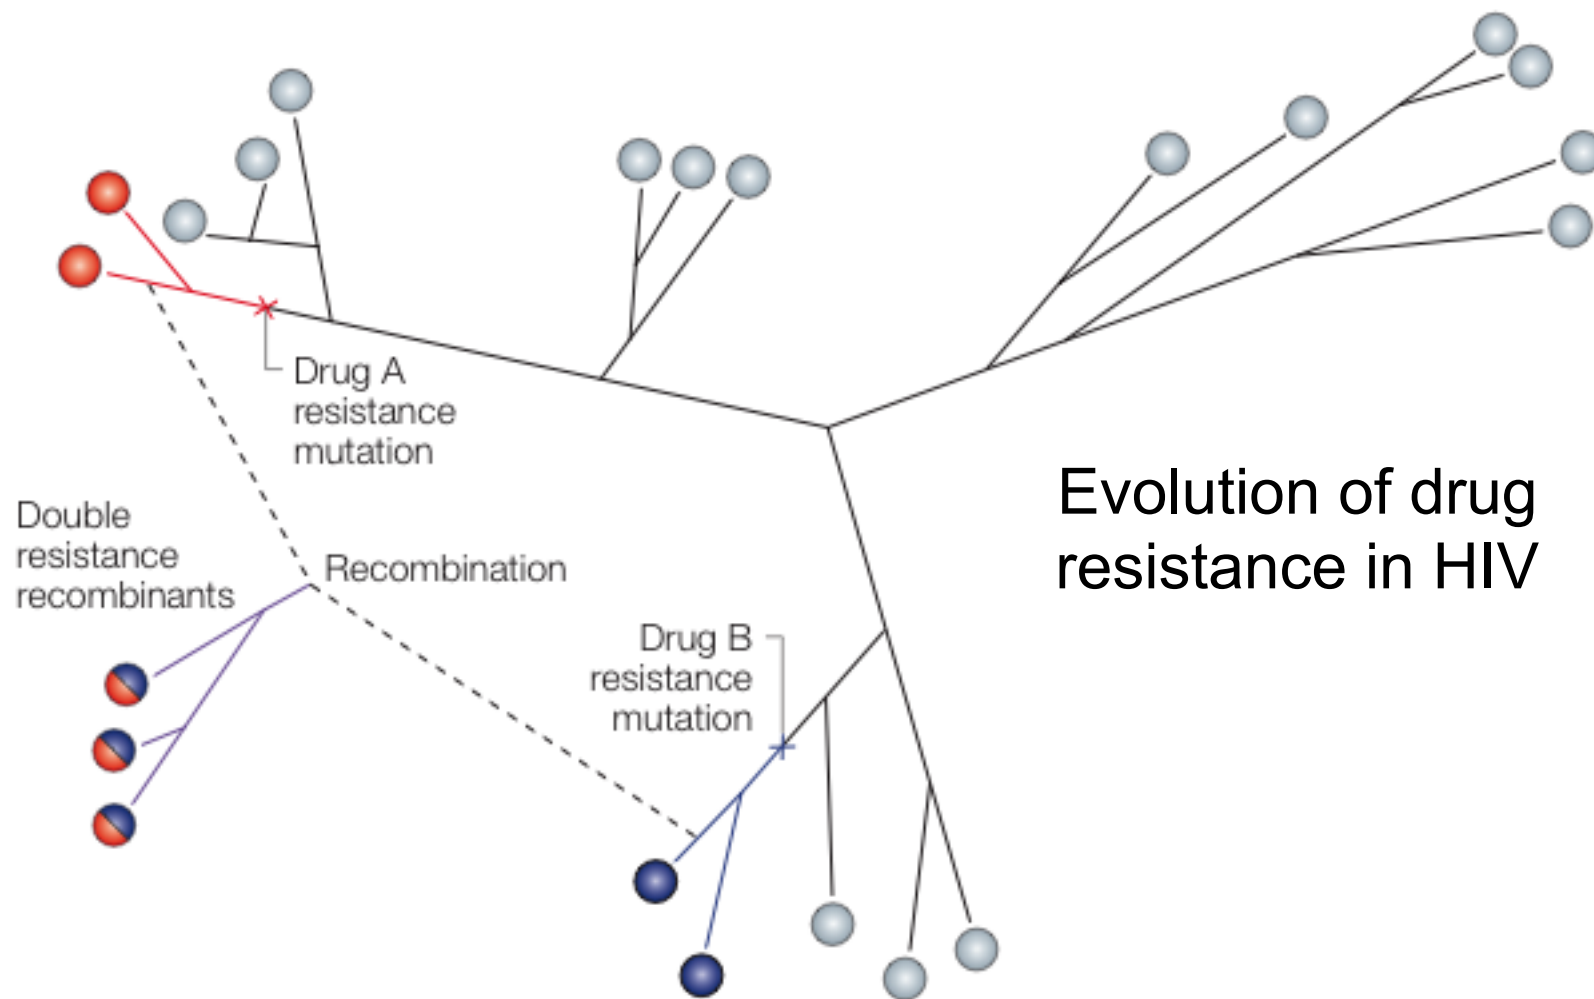 Drug A
resistance
mutation
Double
resistance
recombinants
Recombination
Evolution of drug
resistance in HIV
Drug B
resistance
mutation